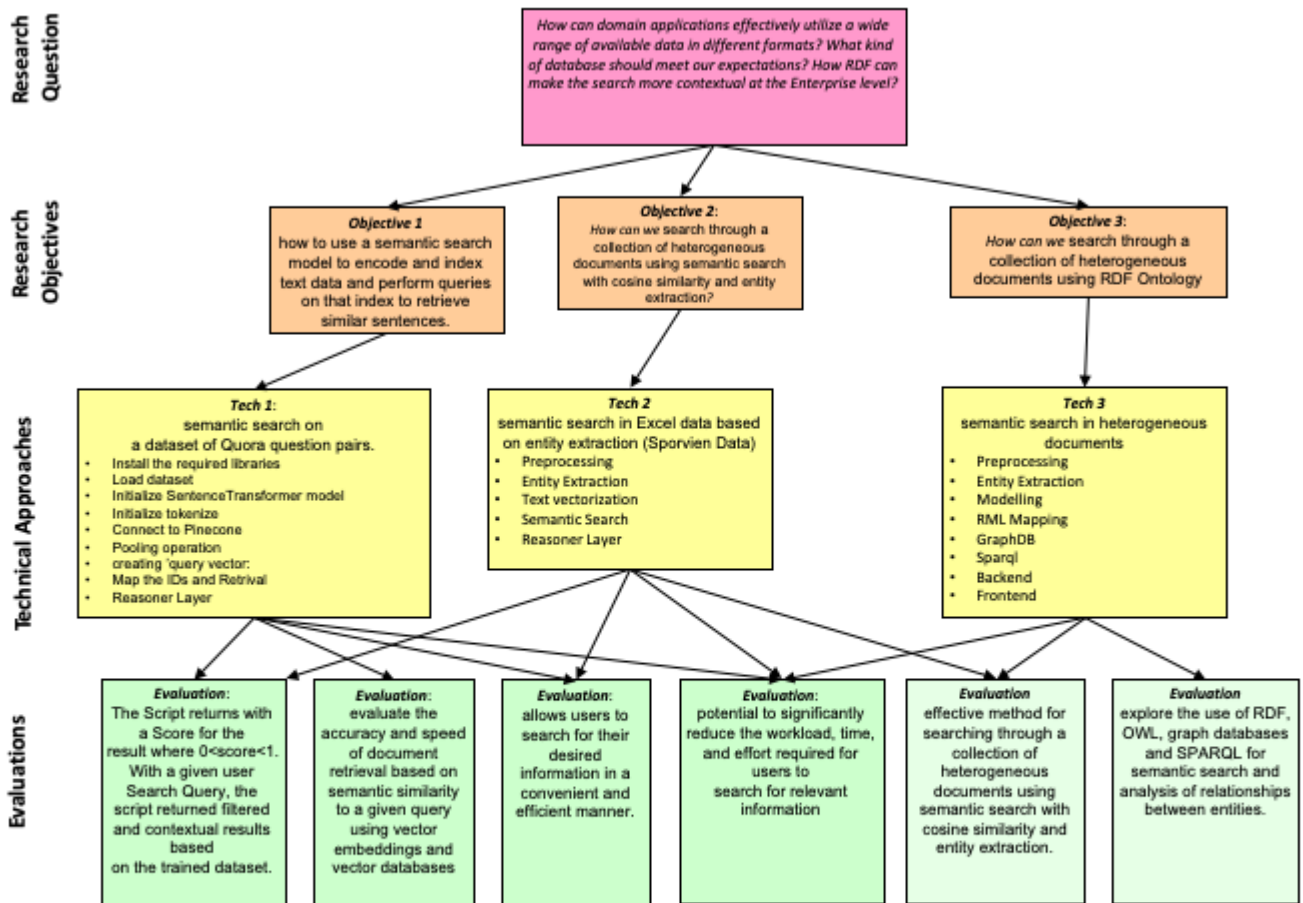 Research
Question
How can domain applications effectively utilize a wide
range of available data in different formats? What kind
of database should meet our expectations? How RDF can
make the search more contextual at the Enterprise level?
Research
Objectives
Objective 1
how to use a semantic search
model to encode and index
text data and perform queries
on that index to retrieve
similar sentences.
Objective 2:
How can we search through a
collection of heterogeneous
documents using semantic search
with cosine similarity and entity
extraction?
Objective 3:
How can we search through a
collection of heterogeneous
documents using RDF Ontology
Technical Approaches
Tech 1:
semantic search on
a dataset of Quora question pairs.
• Install the required libraries
• Load dataset
• Initialize SentenceTransformer model
• Initialize tokenize
• Connect to Pinecone
• Pooling operation
• creating 'query vector:
• Map the IDs and Retrival
• Reasoner Layer
Tech 2
semantic search in Excel data based
on entity extraction (Sporvien Data)
• Preprocessing
• Entity Extraction
• Text vectorization
• Semantic Search
• Reasoner Layer
Tech 3
semantic search in heterogeneous
documents
• Preprocessing
• Entity Extraction
• Modelling
• RML Mapping
• GraphDB
• Sparql
• Backend
• Frontend
Evaluations
Evaluation:
The Script returns with
a Score for the
result where 0<score<1.
With a given user
Search Query, the
script returned filtered
and contextual results
based
on the trained dataset.
Evaluation:
evaluate the
accuracy and speed
of document
retrieval based on
semantic similarity
to a given query
using vector
embeddings and
vector databases
Evaluation:
allows users to
search for their
desired
information in a
convenient and
efficient manner.
Evaluation:
potential to significantly
reduce the workload, time,
and effort required for
users to
search for relevant
information
Evaluation
effective method for
searching through a
collection of
heterogeneous
documents using
semantic search with
cosine similarity and
entity extraction.
Evaluation
explore the use of RDF,
OWL, graph databases
and SPARQL for
semantic search and
analysis of relationships
between entities.